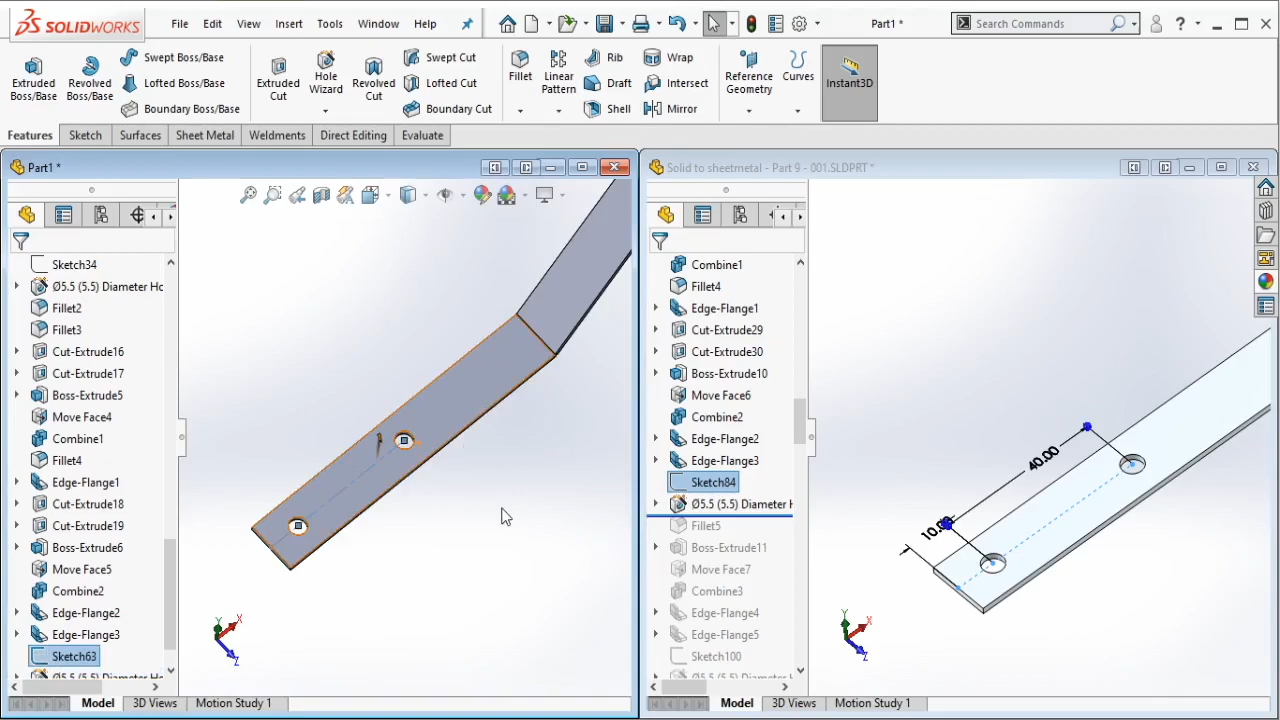 SOLIDWORKS
File Edit View Insert Tools Window Help
Part1 *
Search Commands
Extruded Boss/Base
Revolved Boss/Base
Swept Boss/Base
Lofted Boss/Base
Boundary Boss/Base
Extruded Cut
Hole Wizard
Revolved Cut
Swept Cut
Lofted Cut
Boundary Cut
Fillet
Linear Pattern
Rib
Draft
Shell
Wrap
Intersect
Mirror
Reference Geometry
Curves
Instant3D
Features Sketch Surfaces Sheet Metal Weldments Direct Editing Evaluate
Part1 *
Sketch34
Ø5.5 (5.5) Diameter Ho
Fillet2
Fillet3
Cut-Extrude16
Cut-Extrude17
Boss-Extrude5
Move Face4
Combine1
Fillet4
Edge-Flange1
Cut-Extrude18
Cut-Extrude19
Boss-Extrude6
Move Face5
Combine2
Edge-Flange2
Edge-Flange3
Sketch63
Y X Z
Model 3D Views Motion Study 1
Solid to sheetmetal - Part 9 - 001.SLDPRT *
Combine1
Fillet4
Edge-Flange1
Cut-Extrude29
Cut-Extrude30
Boss-Extrude10
Move Face6
Combine2
Edge-Flange2
Edge-Flange3
Sketch84
Ø5.5 (5.5) Diameter H
Fillet5
Boss-Extrude11
Move Face7
Combine3
Edge-Flange4
Edge-Flange5
Sketch100
40.00
Y X Z
Model 3D Views Motion Study 1